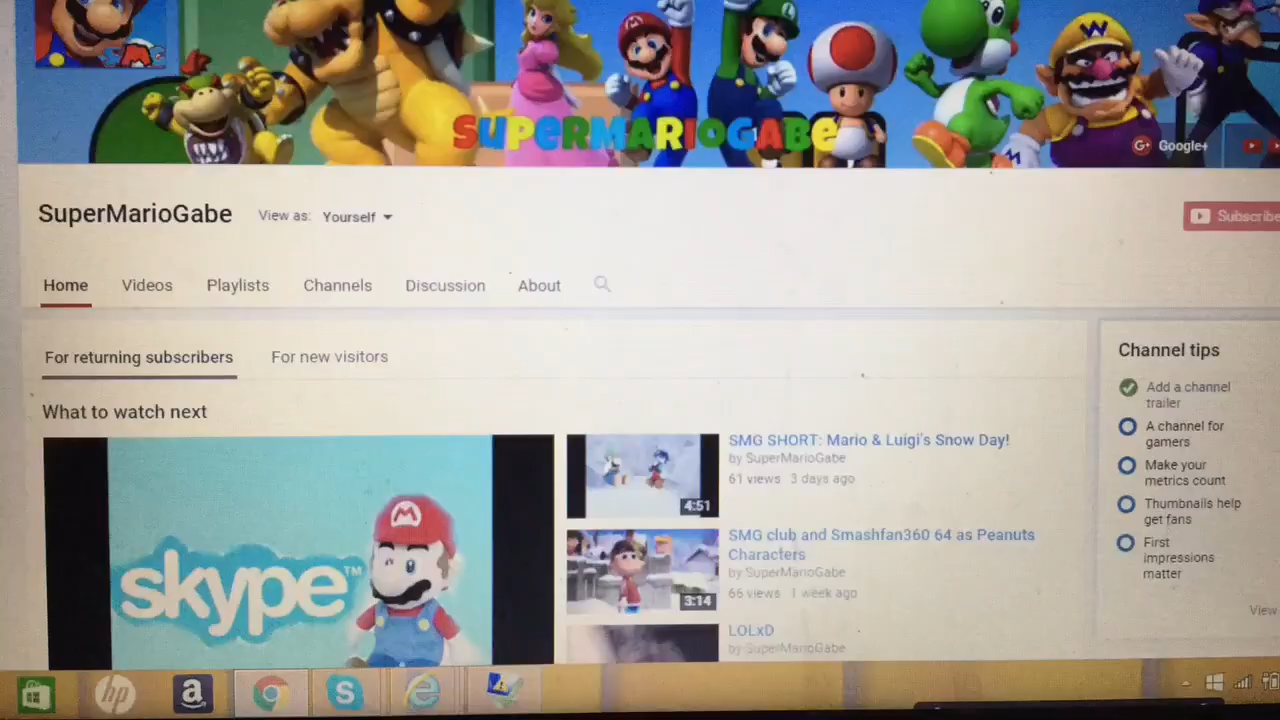 SUPERMARIOGABE
Google+
SuperMarioGabe View as: Yourself
Subscribe
Home Videos Playlists Channels Discussion About
For returning subscribers For new visitors
What to watch next
skype™
SMG SHORT: Mario & Luigi's Snow Day!
by SuperMarioGabe
61 views 3 days ago
4:51
SMG club and Smashfan360 64 as Peanuts
Characters
by SuperMarioGabe
66 views 1 week ago
3:14
LOLxD
by SuperMarioGabe
Channel tips
Add a channel
trailer
A channel for
gamers
Make your
metrics count
Thumbnails help
get fans
First
impressions
matter
View
hp